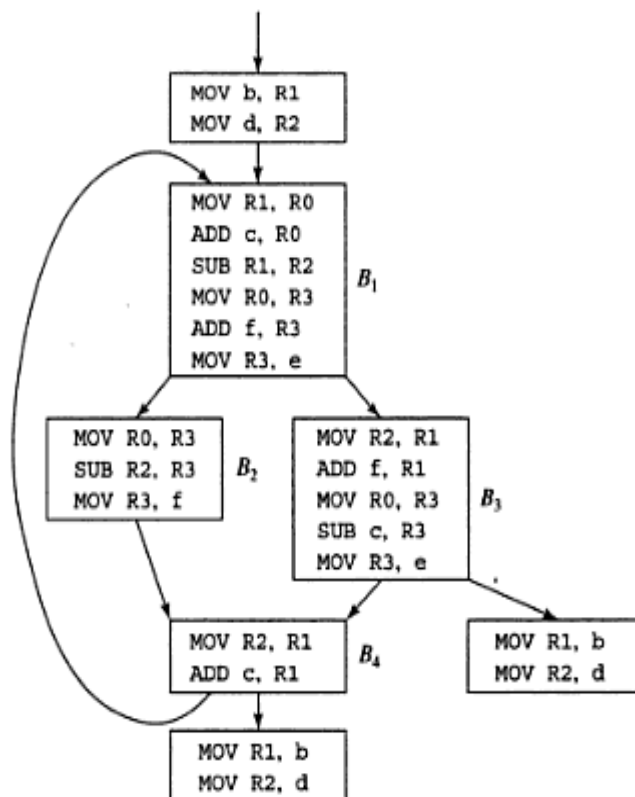 MOV b, R1
MOV d, R2
MOV R1, R0
ADD c, R0
SUB R1, R2
MOV R0, R3
ADD f, R3
MOV R3, e
B1
MOV R0, R3
SUB R2, R3
MOV R3, f
B2
MOV R2, R1
ADD f, R1
MOV R0, R3
SUB c, R3
MOV R3, e
B3
MOV R2, R1
ADD c, R1
B4
MOV R1, b
MOV R2, d
MOV R1, b
MOV R2, d